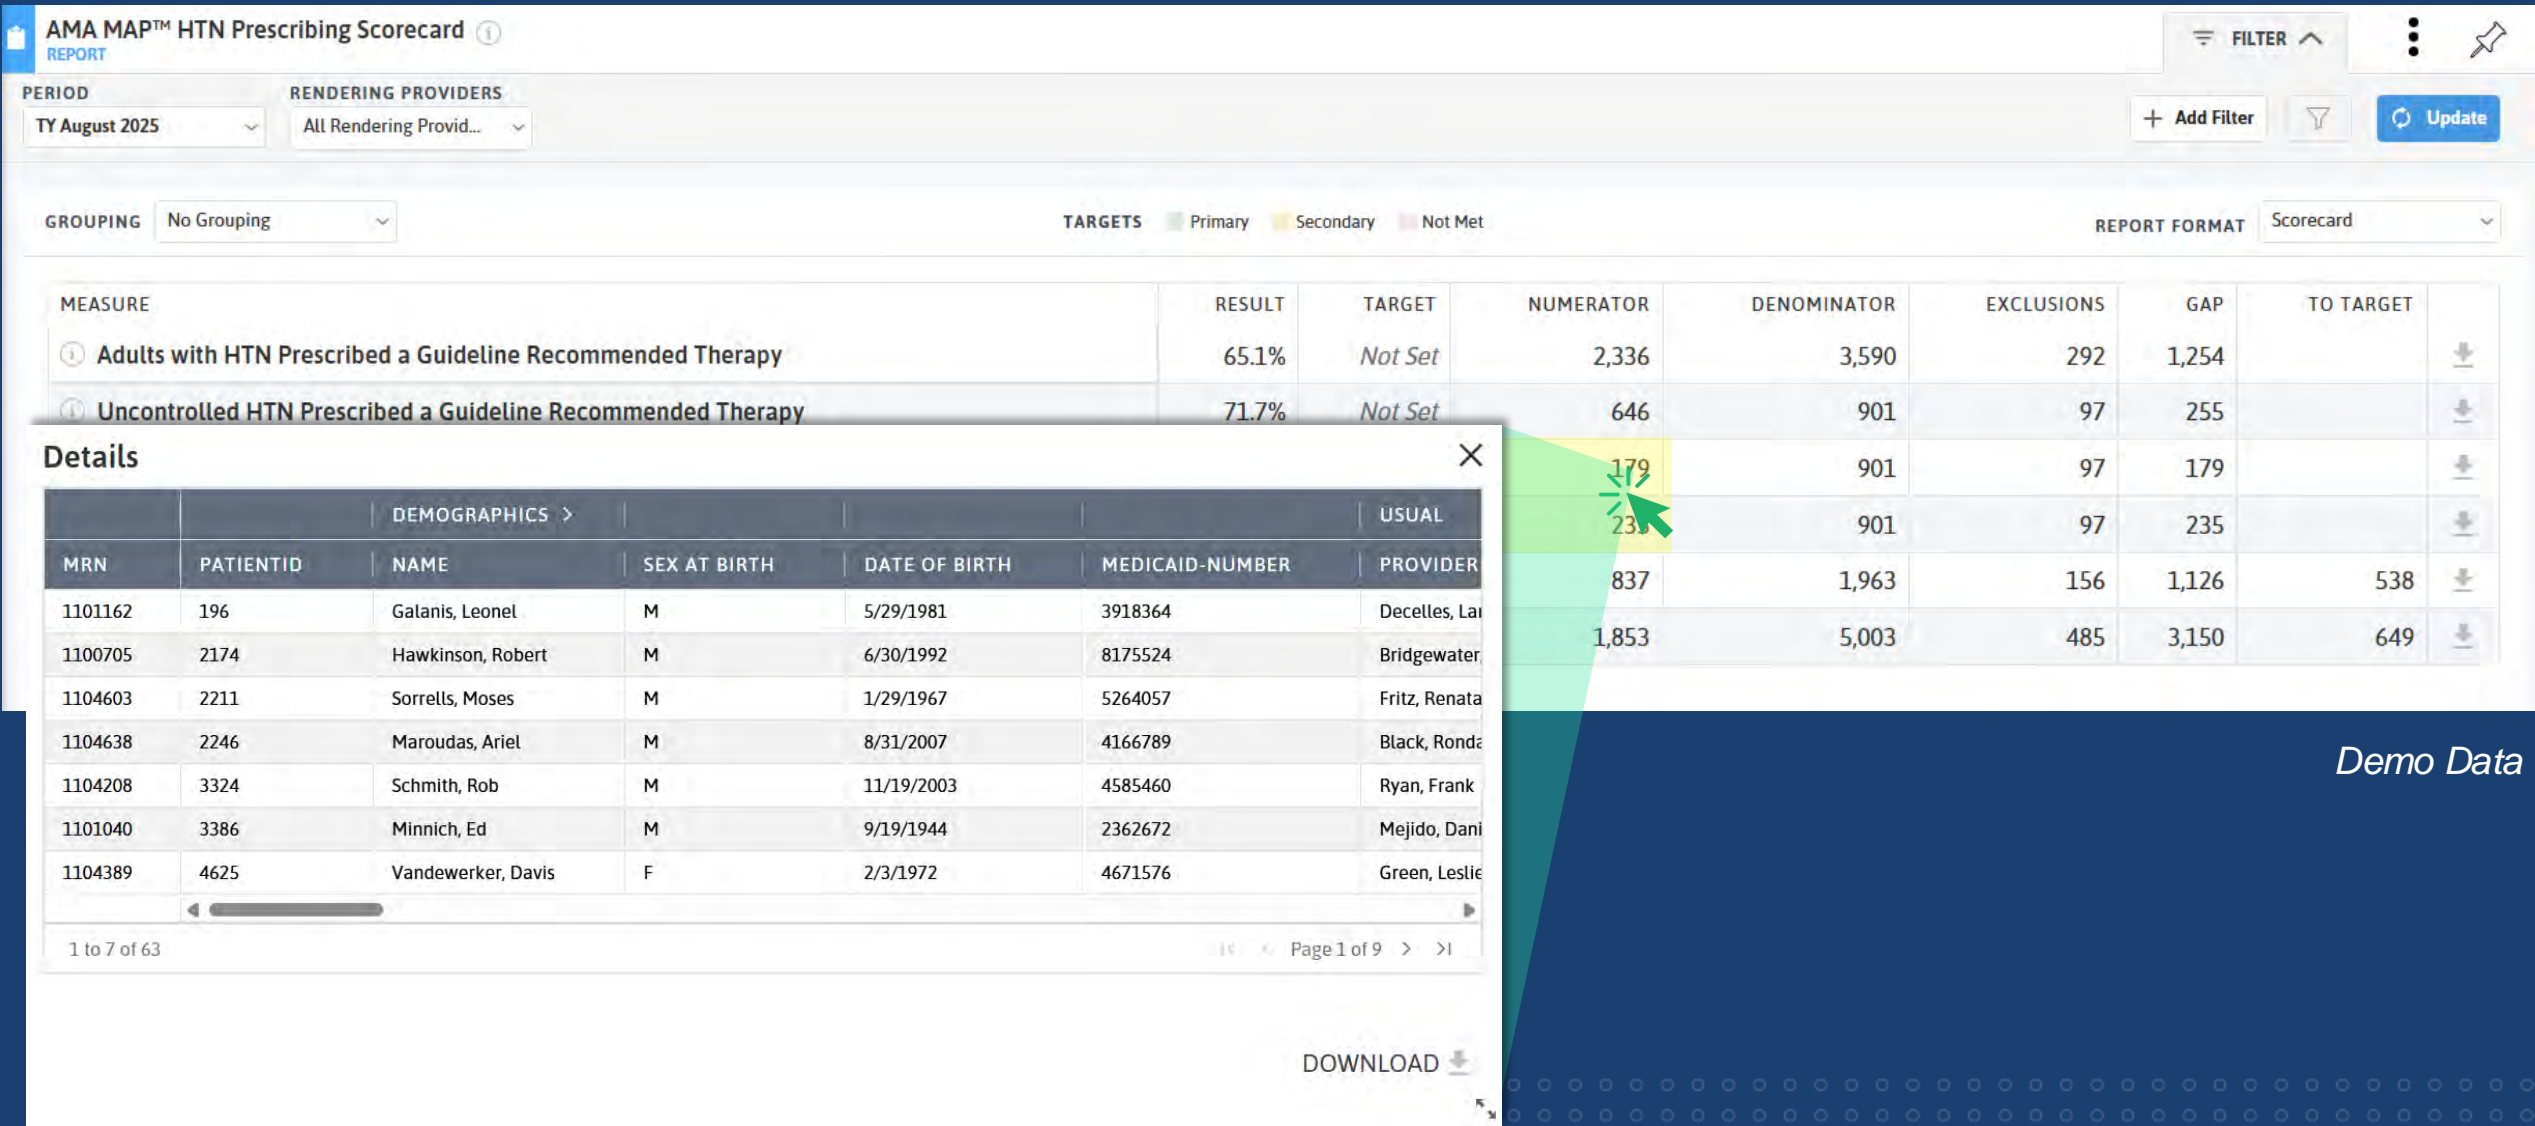 AMA MAP™ HTN Prescribing Scorecard
REPORT
FILTER
PERIOD RENDERING PROVIDERS
TY August 2025 All Rendering Provid...
+ Add Filter Update
GROUPING No Grouping TARGETS Primary Secondary Not Met REPORT FORMAT Scorecard
MEASURE RESULT TARGET NUMERATOR DENOMINATOR EXCLUSIONS GAP TO TARGET
Adults with HTN Prescribed a Guideline Recommended Therapy 65.1% Not Set 2,336 3,590 292 1,254
Uncontrolled HTN Prescribed a Guideline Recommended Therapy 71.7% Not Set 646 901 97 255
179 901 97 179
901 97 235
837 1,963 156 1,126 538
1,853 5,003 485 3,150 649
Details
DEMOGRAPHICS > USUAL
MRN PATIENTID NAME SEX AT BIRTH DATE OF BIRTH MEDICAID-NUMBER PROVIDER
1101162 196 Galanis, Leonel M 5/29/1981 3918364 Decelles,
1100705 2174 Hawkinson, Robert M 6/30/1992 8175524 Bridgewater,
1104603 2211 Sorrells, Moses M 1/29/1967 5264057 Fritz, Renata
1104638 2246 Maroudas, Ariel M 8/31/2007 4166789 Black, Ronda
1104208 3324 Schmith, Rob M 11/19/2003 4585460 Ryan, Frank
1101040 3386 Minnich, Ed M 9/19/1944 2362672 Mejido, Dani
1104389 4625 Vandewerker, Davis F 2/3/1972 4671576 Green, Leslie
1 to 7 of 63 Page 1 of 9
DOWNLOAD
Demo Data